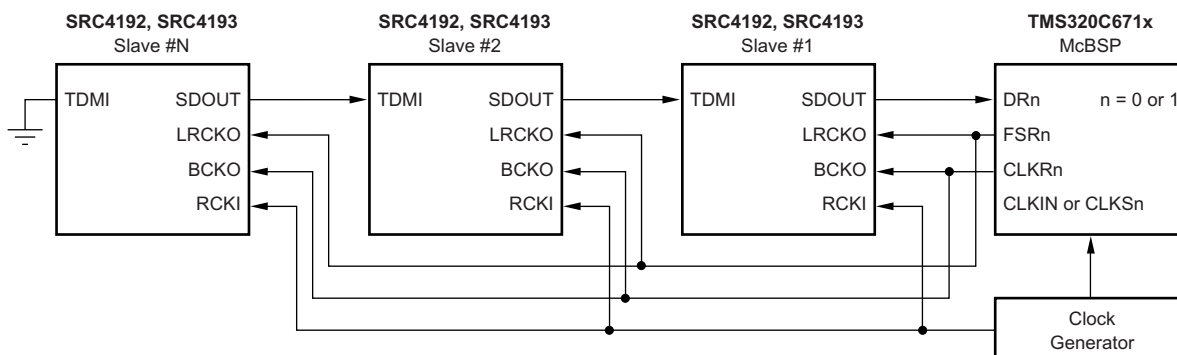 SRC4192, SRC4193
Slave #N
SRC4192, SRC4193
Slave #2
SRC4192, SRC4193
Slave #1
TMS320C671x
McBSP
TDMI
SDOUT
LRCKO
BCKO
RCKI
TDMI
SDOUT
LRCKO
BCKO
RCKI
TDMI
SDOUT
LRCKO
BCKO
RCKI
DRn
n = 0 or 1
FSRn
CLKRn
CLKIN or CLKSn
Clock
Generator